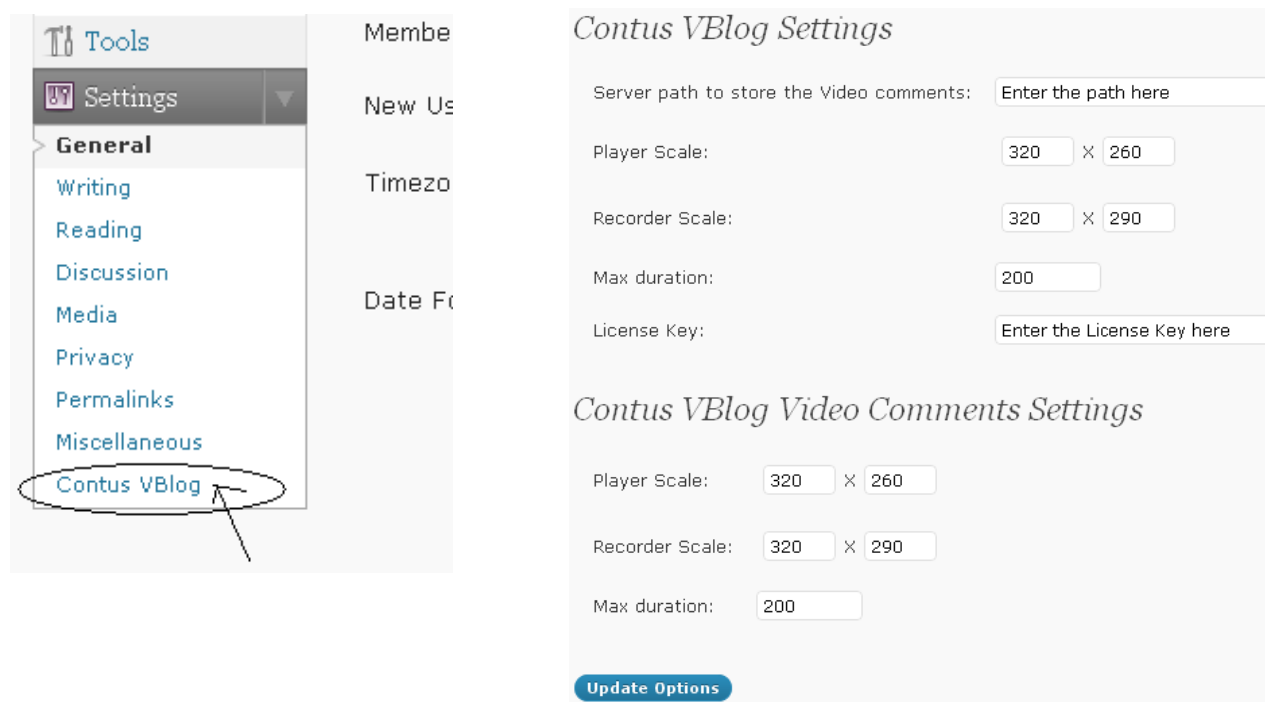 Tools
Settings
General
Writing
Reading
Discussion
Media
Privacy
Permalinks
Miscellaneous
Contus VBlog
Membe
New Us
Timezo
Date Fo
Contus VBlog Settings
Server path to store the Video comments: Enter the path here
Player Scale: 320 X 260
Recorder Scale: 320 X 290
Max duration: 200
License Key: Enter the License Key here
Contus VBlog Video Comments Settings
Player Scale: 320 X 260
Recorder Scale: 320 X 290
Max duration: 200
Update Options